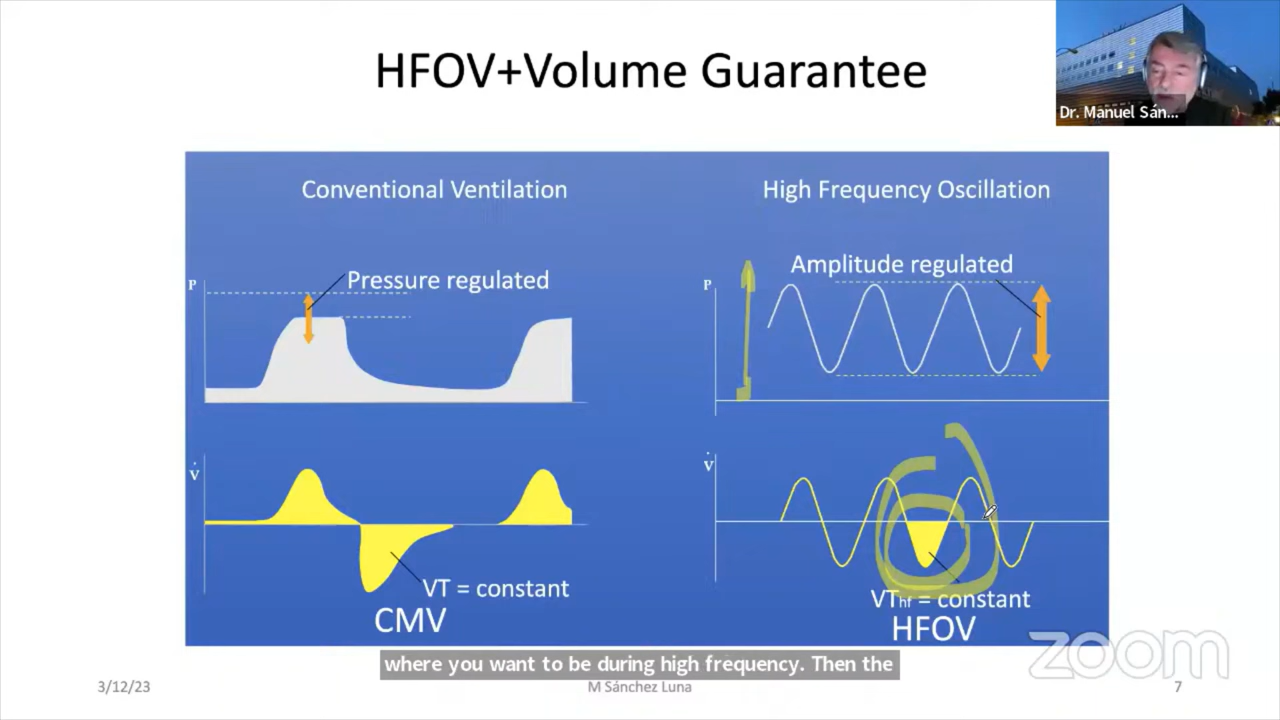 HFOV+Volume Guarantee
Dr. Manuel Sán...
Conventional Ventilation
High Frequency Oscillation
P
Pressure regulated
P
Amplitude regulated
V̇
VT = constant
CMV
V̇
VThf = constant
HFOV
where you want to be during high frequency. Then the
zoom
3/12/23
M Sánchez Luna
7